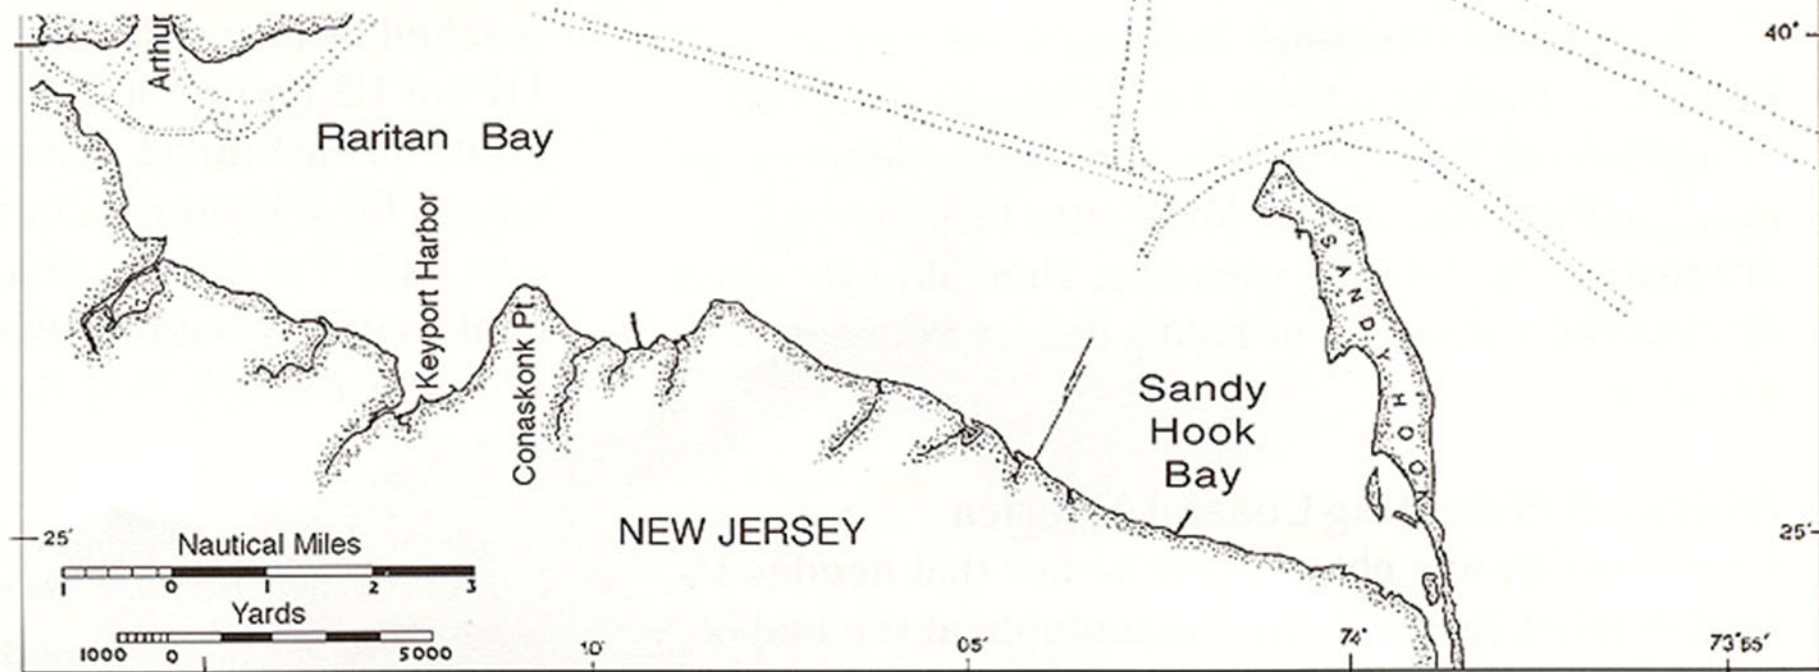 Arthur
40°
Raritan Bay
Keyport Harbor
Conaskonk Pt.
SANDY HOOK
Sandy
Hook
Bay
NEW JERSEY
25′
25′
Nautical Miles
1 0 1 2 3
Yards
1000 0 5000
10′
05′
74°
73°55′